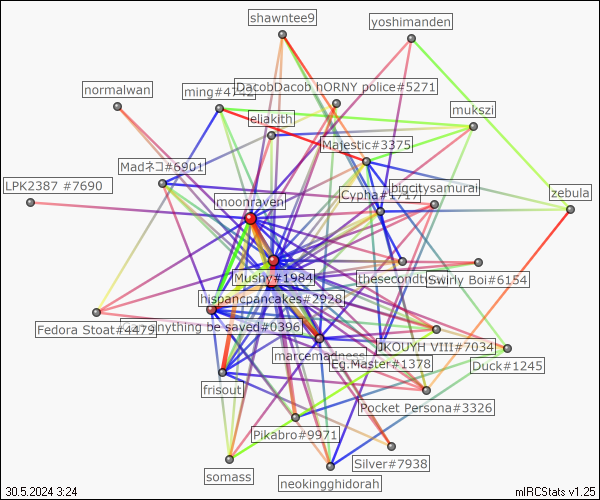 shawntee9
yoshimanden
normalwan
ming#4742
DacobDacob hORNY police#5271
mukszi
eliakith
Majestic#3375
Madネコ#6901
LPK2387 #7690
bigcitysamurai
Cypha#1717
zebula
moonraven
Mushy#1984
Swirly Boi#6154
hispancpancakes#2928
Fedora Stoat#4479
anything be saved#0396
JKOUYH VIII#7034
marcemadness
Eg.Master#1378
Duck#1245
frisout
Pocket Persona#3326
Pikabro#9971
Silver#7938
somass
neokingghidorah
30.5.2024 3:24
mIRCStats v1.25